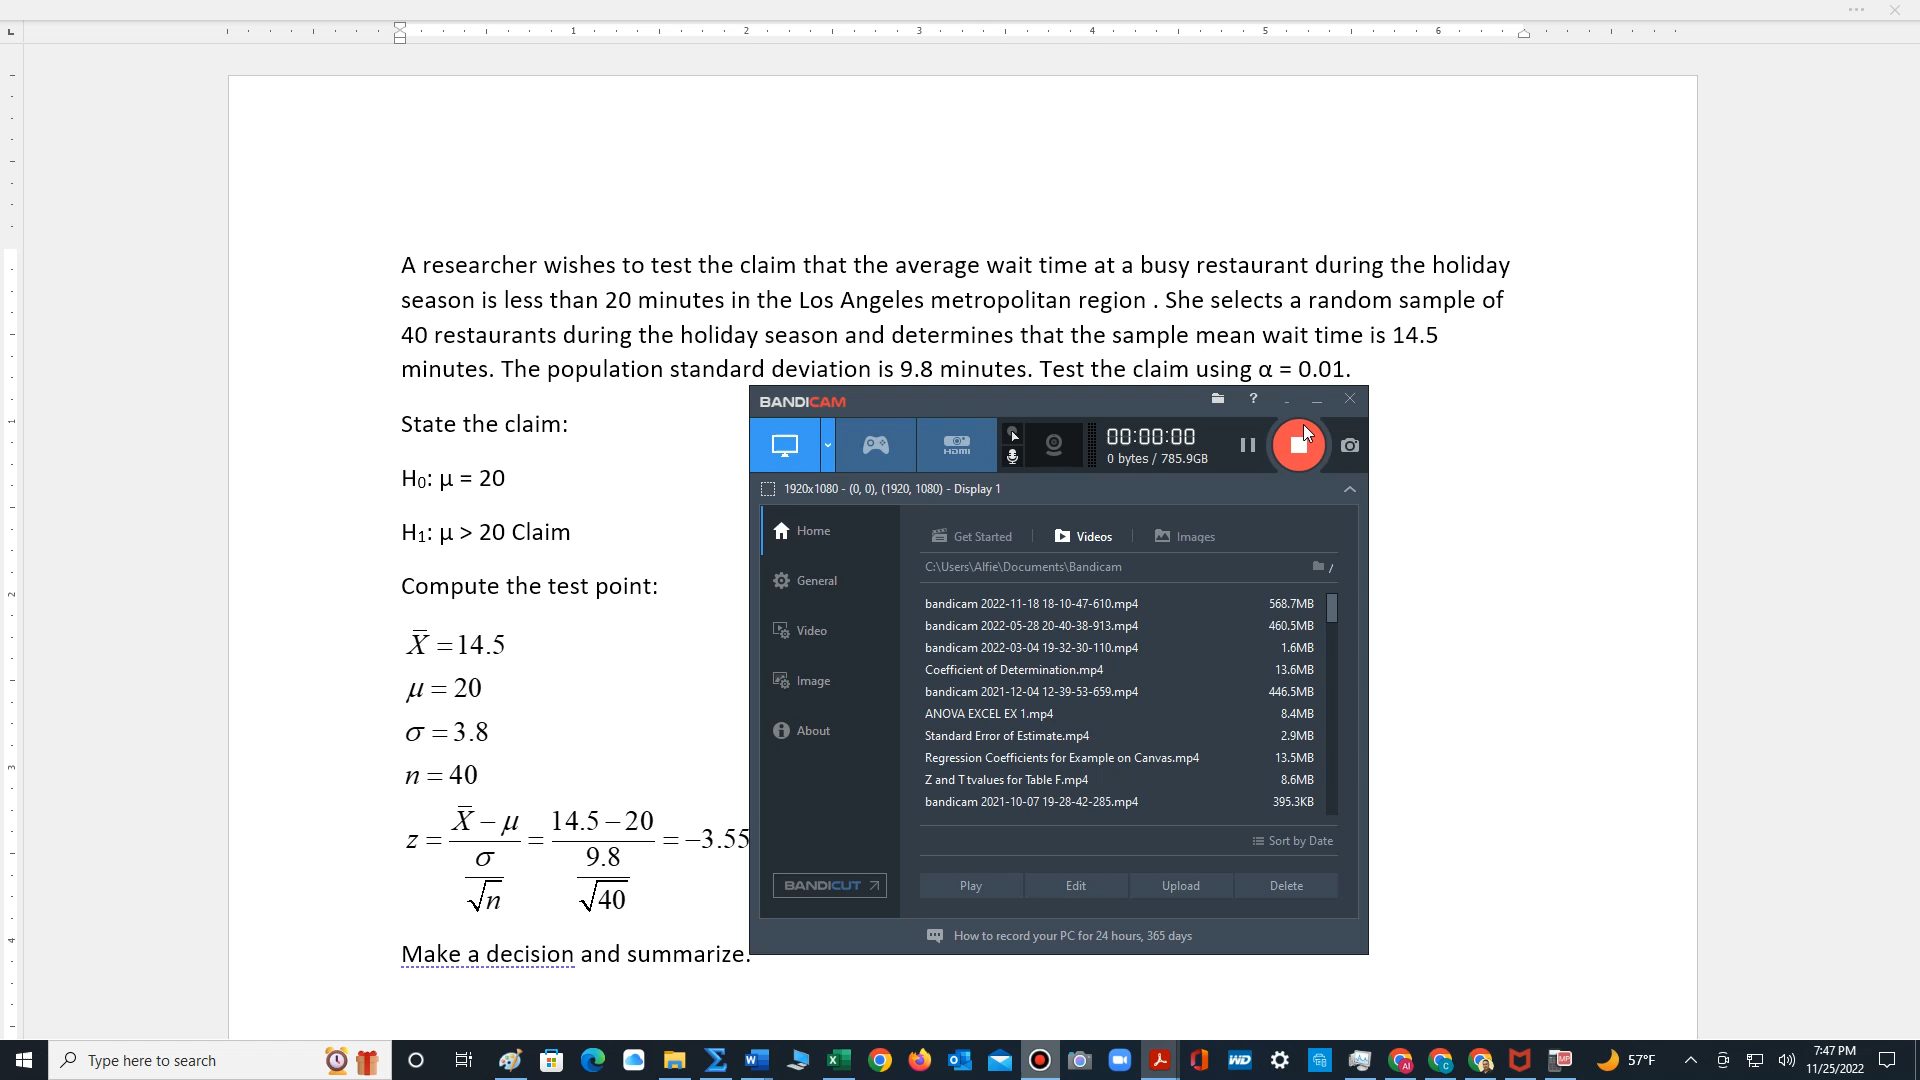 1 2 3 4 5 6
A researcher wishes to test the claim that the average wait time at a busy restaurant during the holiday
season is less than 20 minutes in the Los Angeles metropolitan region . She selects a random sample of
40 restaurants during the holiday season and determines that the sample mean wait time is 14.5
minutes. The population standard deviation is 9.8 minutes. Test the claim using α = 0.01.
State the claim:
H₀: μ = 20
H₁: μ > 20 Claim
Compute the test point:
X̅ = 14.5
μ = 20
σ = 3.8
n = 40
z = (X̅ − μ) / (σ / √n) = (14.5 − 20) / (9.8 / √40) = −3.55
Make a decision and summarize.
BANDICAM
?
HDMI
00:00:00
0 bytes / 785.9GB
1920x1080 - (0, 0), (1920, 1080) - Display 1
Home
General
Video
Image
About
BANDICUT
Get Started
Videos
Images
C:\Users\Alfie\Documents\Bandicam
bandicam 2022-11-18 18-10-47-610.mp4 568.7MB
bandicam 2022-05-28 20-40-38-913.mp4 460.5MB
bandicam 2022-03-04 19-32-30-110.mp4 1.6MB
Coefficient of Determination.mp4 13.6MB
bandicam 2021-12-04 12-39-53-659.mp4 446.5MB
ANOVA EXCEL EX 1.mp4 8.4MB
Standard Error of Estimate.mp4 2.9MB
Regression Coefficients for Example on Canvas.mp4 13.5MB
Z and T tvalues for Table F.mp4 8.6MB
bandicam 2021-10-07 19-28-42-285.mp4 395.3KB
Sort by Date
Play Edit Upload Delete
How to record your PC for 24 hours, 365 days
1
2
3
4
Type here to search
57°F
7:47 PM
11/25/2022